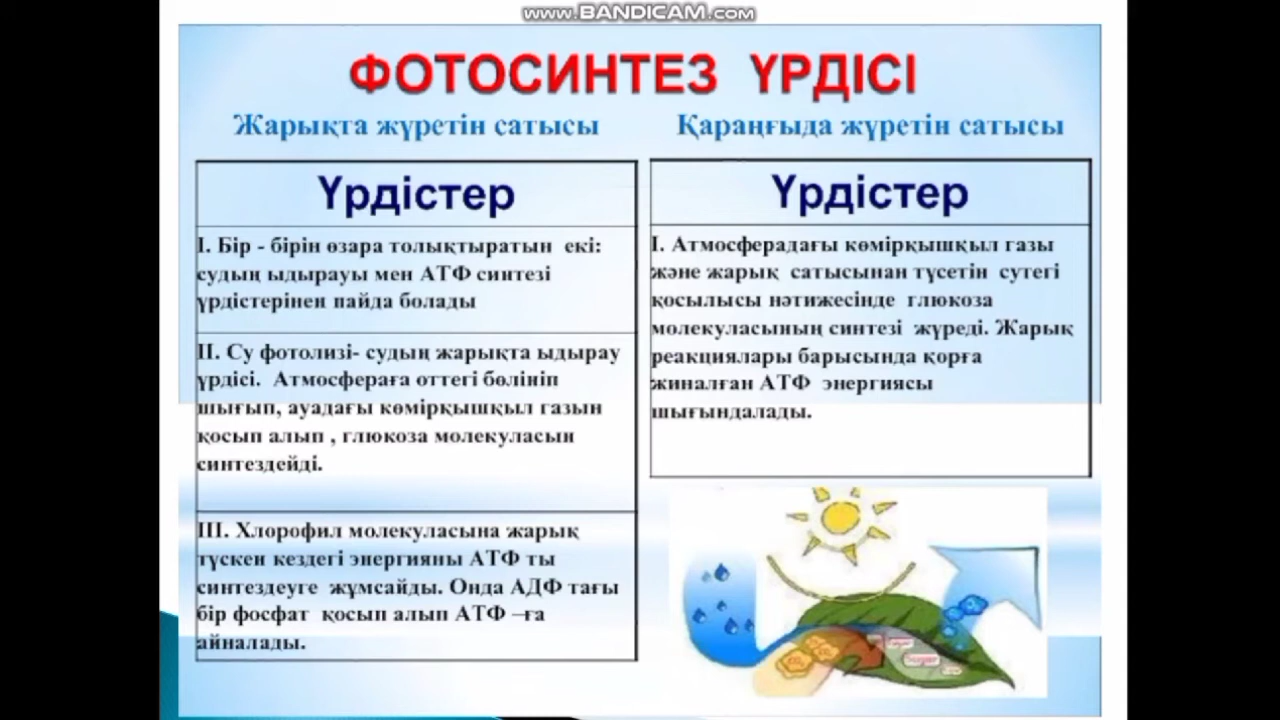 www.BANDICAM.com
ФОТОСИНТЕЗ ҮРДІСІ
Жарықта жүретін сатысы
Қараңғыда жүретін сатысы
Үрдістер
I. Бір - бірін өзара толықтыратын екі:
судың ыдырауы мен АТФ синтезі
үрдістерінен пайда болады
II. Су фотолизі- судың жарықта ыдырау
үрдісі. Атмосфераға оттегі бөлініп
шығып, ауадағы көмірқышқыл газын
қосып алып , глюкоза молекуласын
синтездейді.
III. Хлорофил молекуласына жарық
түскен кездегі энергияны АТФ ты
синтездеуге жұмсайды. Онда АДФ тағы
бір фосфат қосып алып АТФ –ға
айналады.
Үрдістер
I. Атмосферадағы көмірқышқыл газы
және жарық сатысынан түсетін сутегі
қосылысы нәтижесінде глюкоза
молекуласының синтезі жүреді. Жарық
реакциялары барысында қорға
жиналған АТФ энергиясы
шығындалады.